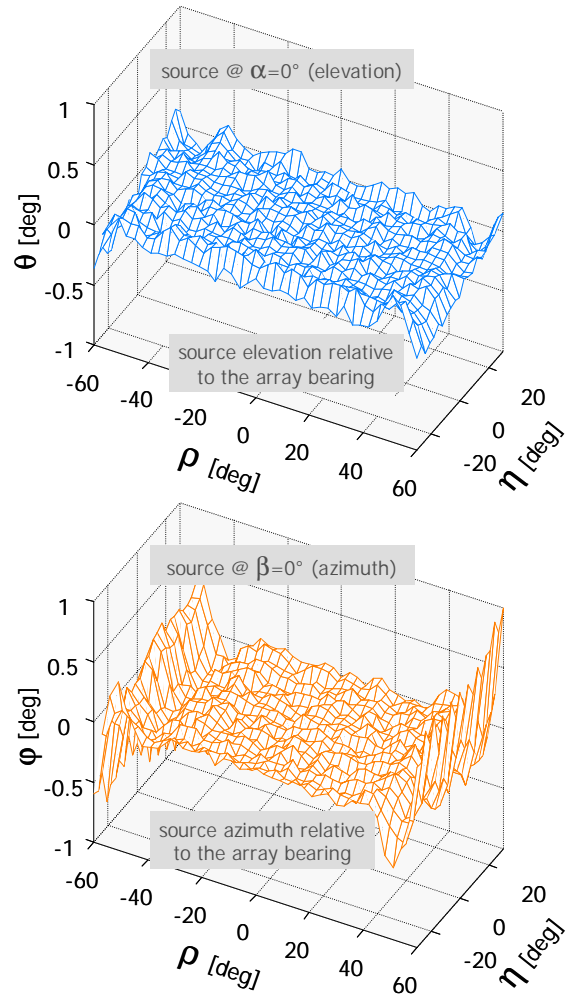 source @ α=0° (elevation)
1
0.5
0
-0.5
-1
θ [deg]
source elevation relative
to the array bearing
-60
-40
-20
0
20
40
60
ρ [deg]
-20
0
20
η [deg]
source @ β=0° (azimuth)
1
0.5
0
-0.5
-1
φ [deg]
source azimuth relative
to the array bearing
-60
-40
-20
0
20
40
60
ρ [deg]
-20
0
20
η [deg]